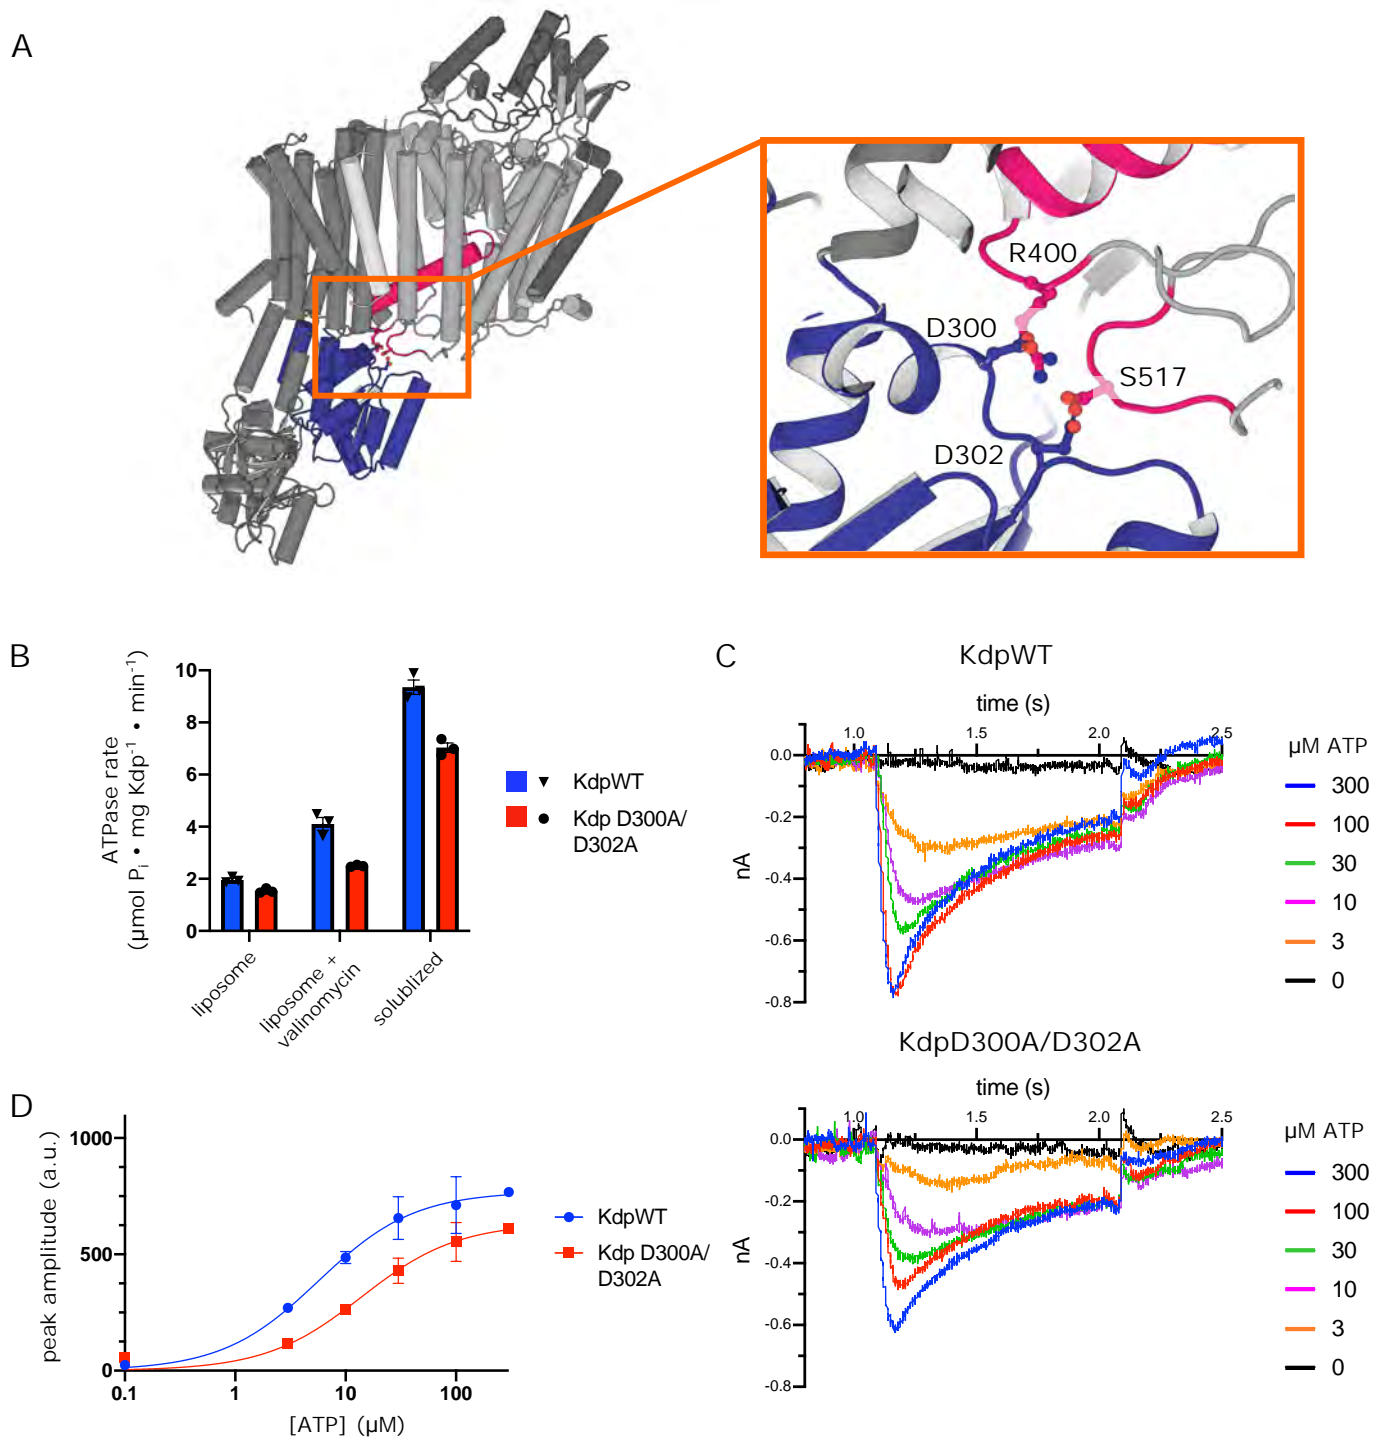 A
R400
D300
S517
D302
B
ATPase rate
(µmol Pi • mg Kdp-1 • min-1)
10
8
6
4
2
0
liposome
liposome +
valinomycin
solublized
KdpWT
Kdp D300A/
D302A
C
KdpWT
time (s)
1.0
1.5
2.0
2.5
0.0
-0.2
-0.4
-0.6
-0.8
nA
µM ATP
300
100
30
10
3
0
KdpD300A/D302A
time (s)
1.0
1.5
2.0
2.5
0.0
-0.2
-0.4
-0.6
-0.8
nA
µM ATP
300
100
30
10
3
0
D
peak amplitude (a.u.)
1000
500
0
0.1
1
10
100
[ATP] (µM)
KdpWT
Kdp D300A/
D302A